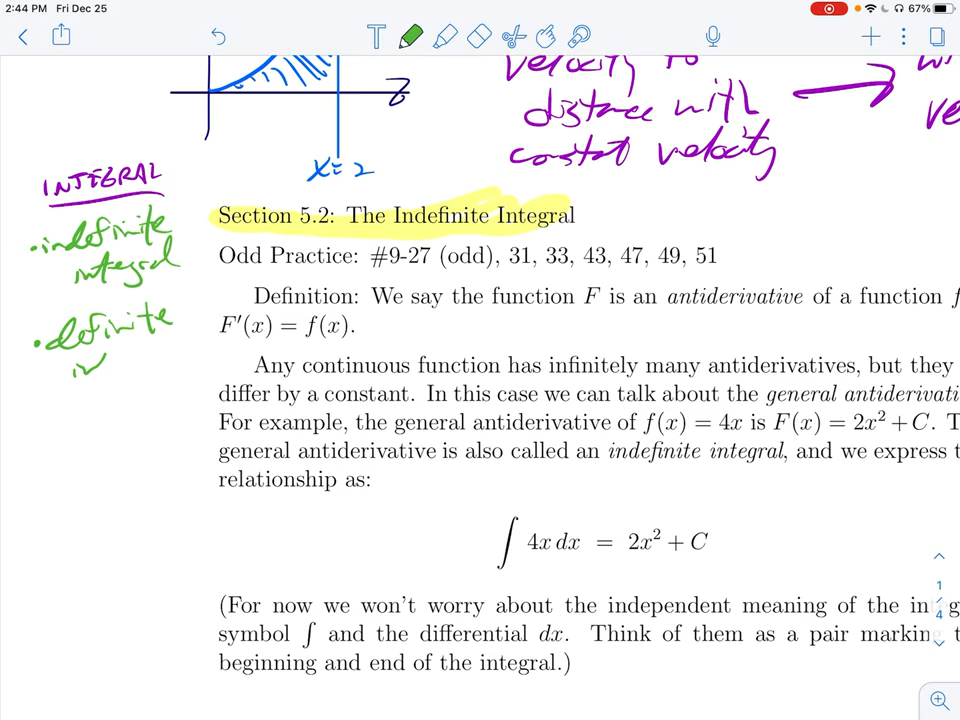 2:44 PM Fri Dec 25
67%
velocity to
distance with
constat velocity
x=2
INTEGRAL
• indefinite
integral
• definite
Section 5.2: The Indefinite Integral
Odd Practice: #9-27 (odd), 31, 33, 43, 47, 49, 51
Definition: We say the function F is an antiderivative of a function f
F′(x) = f(x).
Any continuous function has infinitely many antiderivatives, but they
differ by a constant. In this case we can talk about the general antiderivati
For example, the general antiderivative of f(x) = 4x is F(x) = 2x² + C. T
general antiderivative is also called an indefinite integral, and we express t
relationship as:
∫ 4x dx = 2x² + C
(For now we won't worry about the independent meaning of the in g
symbol ∫ and the differential dx. Think of them as a pair marking t
beginning and end of the integral.)
1
/
4